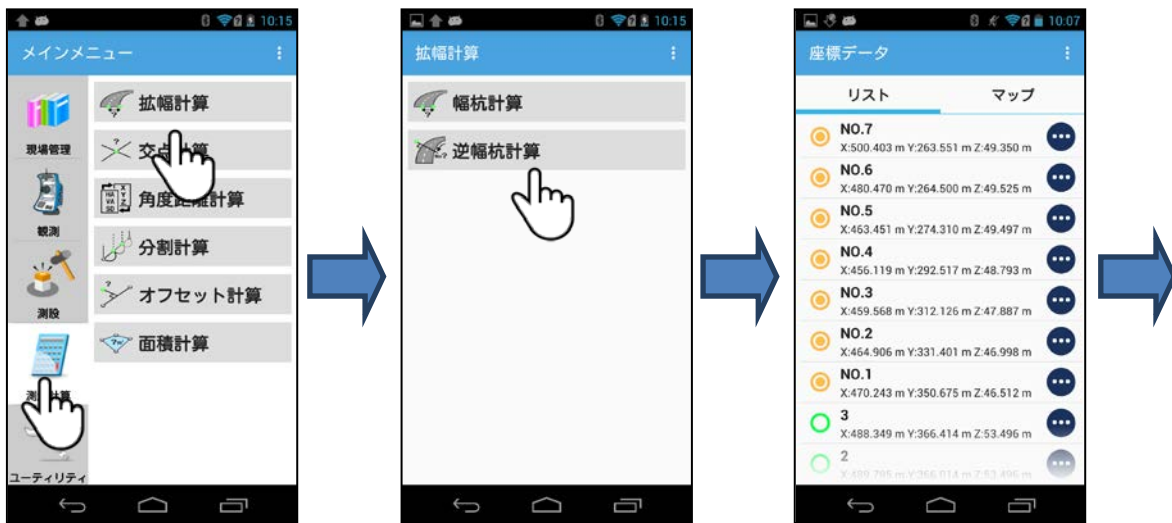 10:15
メインメニュー
現場管理
観測
測設
ユーティリティ
拡幅計算
交点計算
角度距離計算
分割計算
オフセット計算
面積計算
10:15
拡幅計算
幅杭計算
逆幅杭計算
10:07
座標データ
リスト マップ
NO.7
X:500.403 m Y:263.551 m Z:49.350 m
NO.6
X:480.470 m Y:264.500 m Z:49.525 m
NO.5
X:463.451 m Y:274.310 m Z:49.497 m
NO.4
X:456.119 m Y:292.517 m Z:48.793 m
NO.3
X:459.568 m Y:312.126 m Z:47.887 m
NO.2
X:464.906 m Y:331.401 m Z:46.998 m
NO.1
X:470.243 m Y:350.675 m Z:46.512 m
3
X:488.349 m Y:366.414 m Z:53.496 m
2